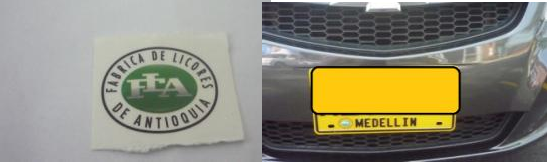 FABRICA DE LICORES
FLA
DE ANTIOQUIA
MEDELLIN